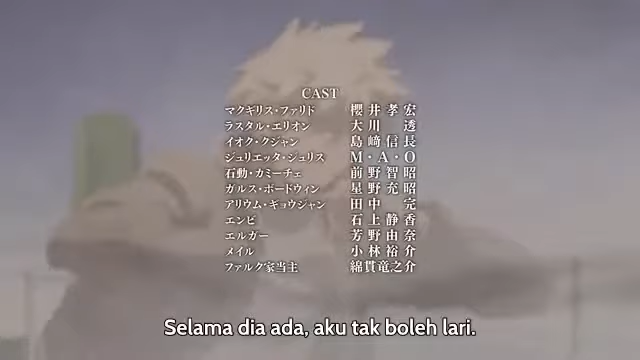 CAST
マクギリス・ファリド 櫻井孝宏
ラスタル・エリオン 大川透
イオク・クジャン 島﨑信長
ジュリエッタ・ジュリス M・A・O
石動・カミーチェ 前野智昭
ガルス・ボードウィン 星野充昭
アリウム・ギョウジャン 田中完
エンビ 石上静香
エルガー 芳野由奈
メイル 小林裕介
ファルク家当主 綿貫竜之介
Selama dia ada, aku tak boleh lari.